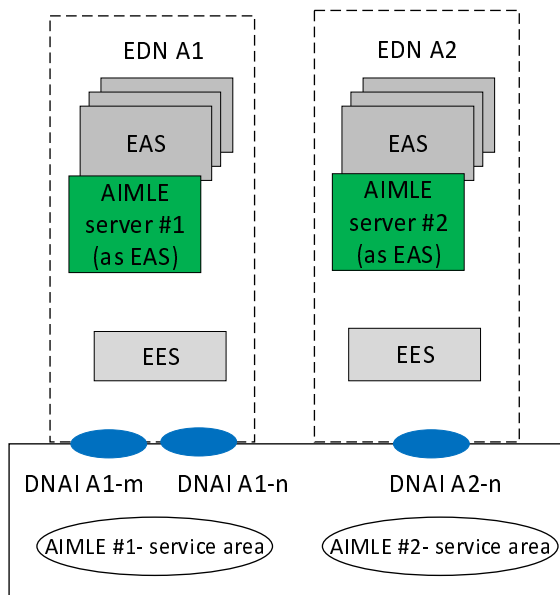 EDN A1
EDN A2
EAS
EAS
AIMLE
server #1
(as EAS)
AIMLE
server #2
(as EAS)
EES
EES
DNAI A1-m
DNAI A1-n
DNAI A2-n
AIMLE #1- service area
AIMLE #2- service area